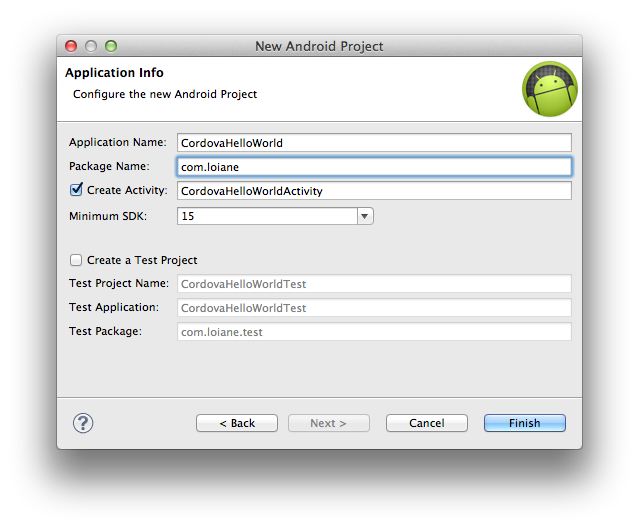 New Android Project
Application Info
Configure the new Android Project
Application Name: CordovaHelloWorld
Package Name: com.loiane
Create Activity: CordovaHelloWorldActivity
Minimum SDK: 15
Create a Test Project
Test Project Name: CordovaHelloWorldTest
Test Application: CordovaHelloWorldTest
Test Package: com.loiane.test
? < Back Next > Cancel Finish